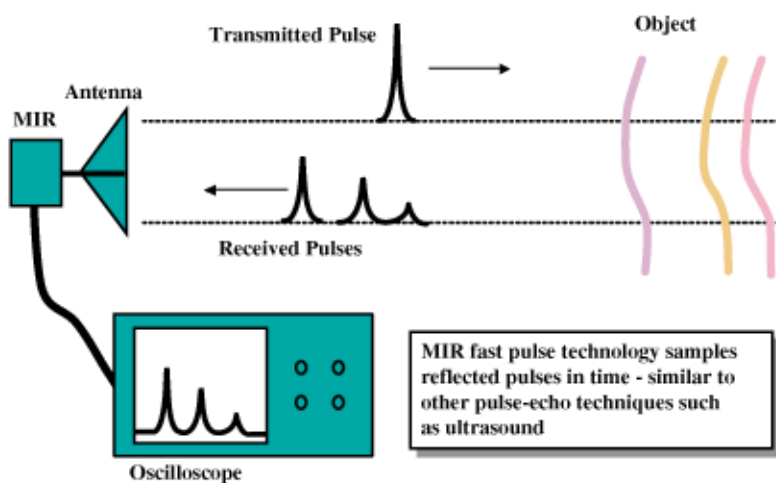 Transmitted Pulse
Object
Antenna
MIR
Received Pulses
MIR fast pulse technology samples
reflected pulses in time - similar to
other pulse-echo techniques such
as ultrasound
Oscilloscope